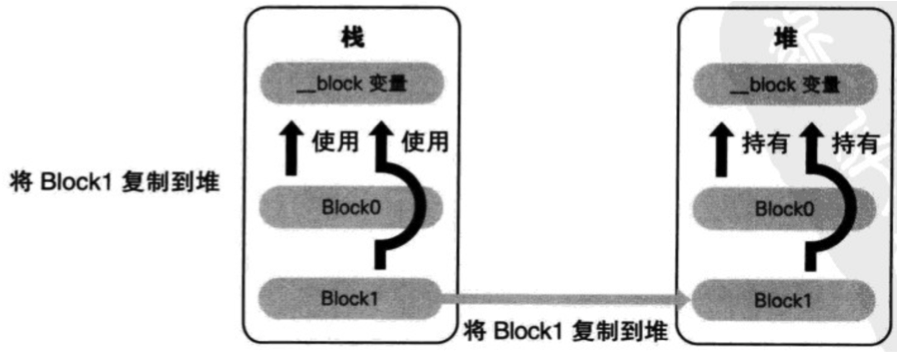 栈
堆
__block 变量
__block 变量
使用
使用
持有
持有
将 Block1 复制到堆
Block0
Block0
Block1
Block1
将 Block1 复制到堆